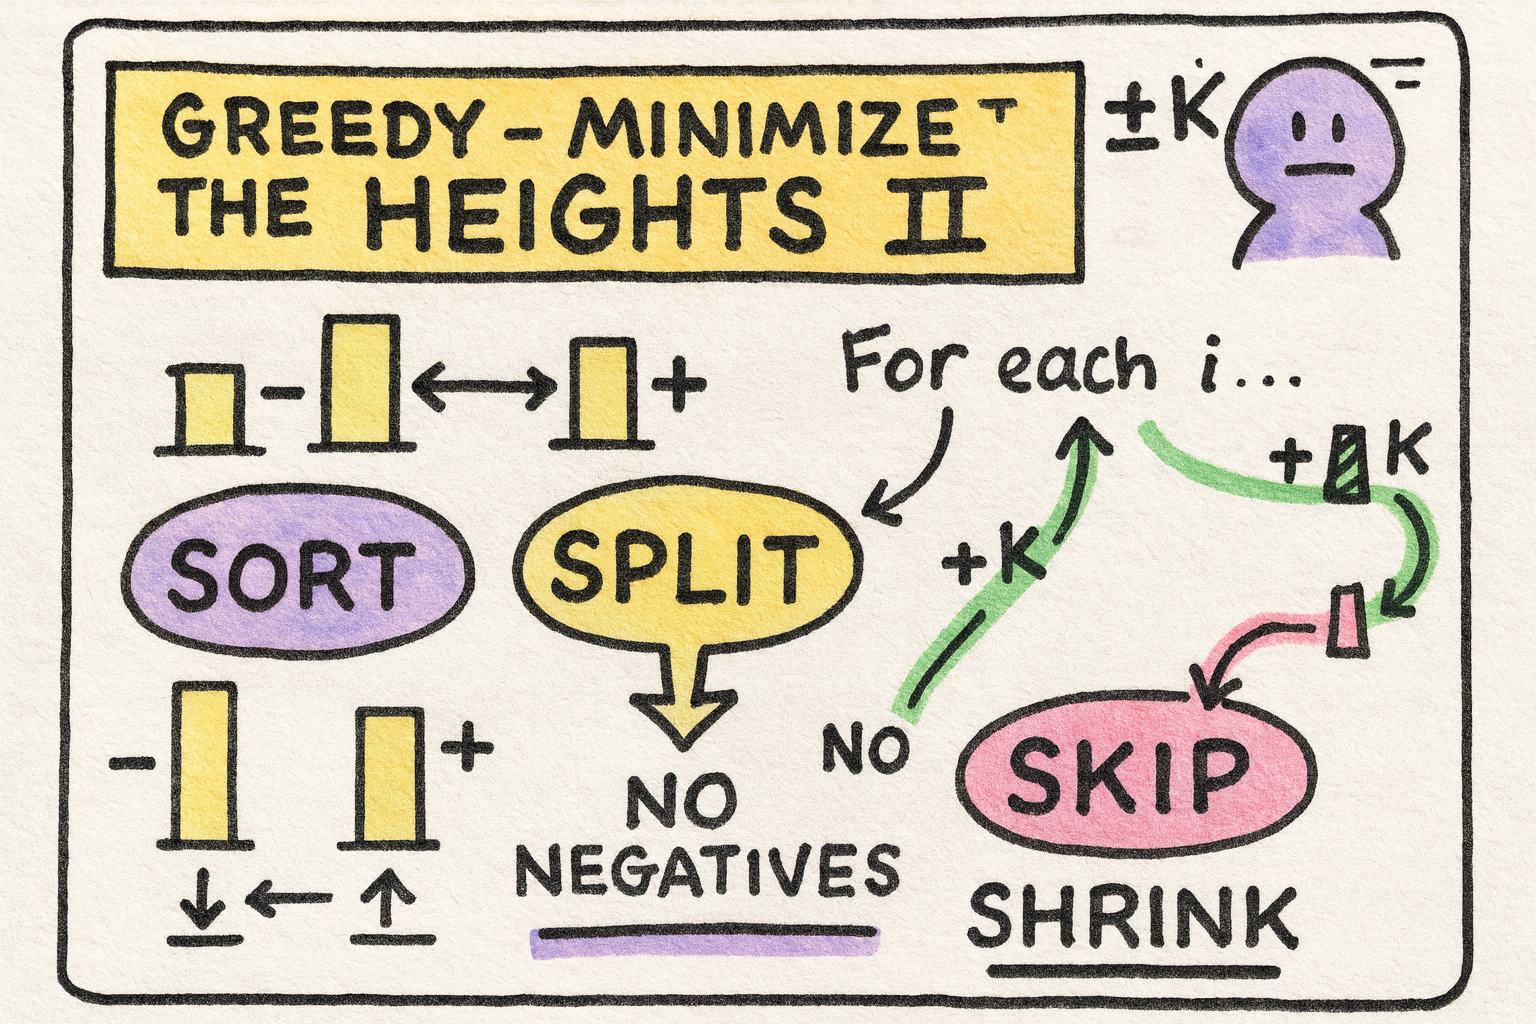 GREEDY – MINIMIZE T
THE HEIGHTS II
±K
– +
For each i...
+ K
SORT
SPLIT
+K
– +
NO
NO
NEGATIVES
SKIP
SHRINK